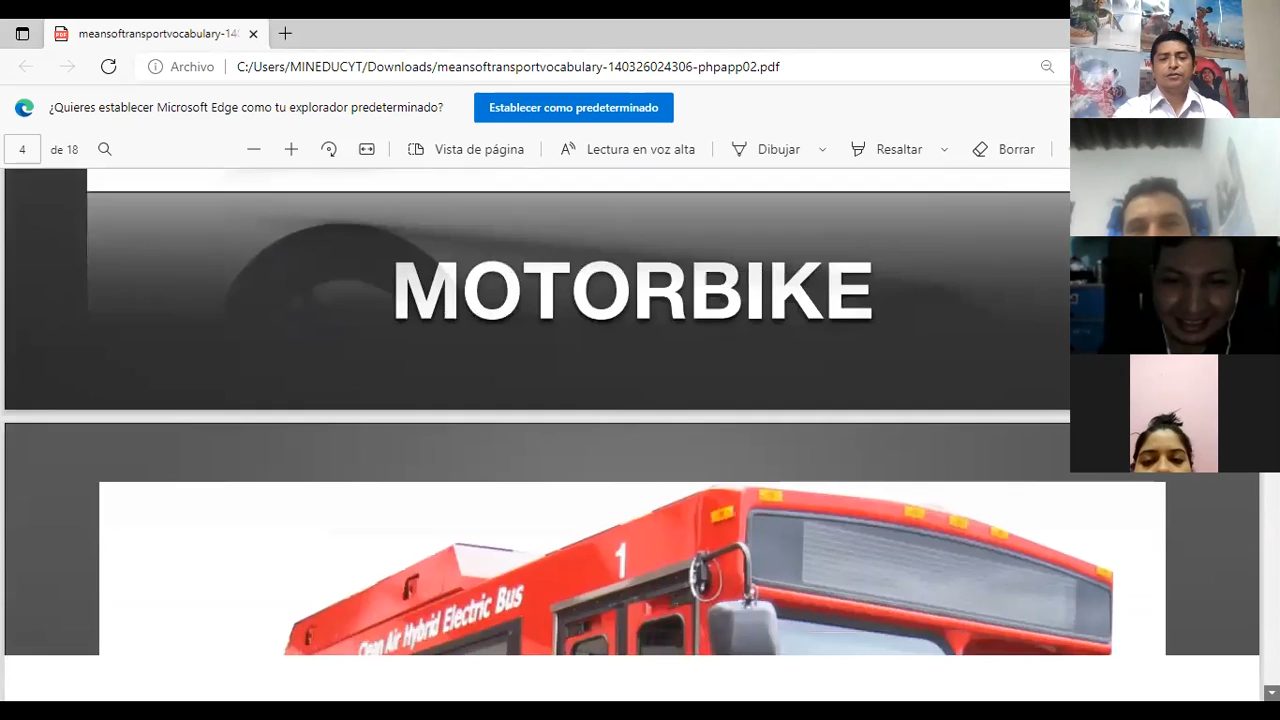 meansoftransportvocabulary-140
Archivo
C:/Users/MINEDUCYT/Downloads/meansoftransportvocabulary-140326024306-phpapp02.pdf
¿Quieres establecer Microsoft Edge como tu explorador predeterminado?
Establecer como predeterminado
4 de 18
Vista de página
Lectura en voz alta
Dibujar
Resaltar
Borrar
MOTORBIKE
1
Clean Air Hybrid Electric Bus